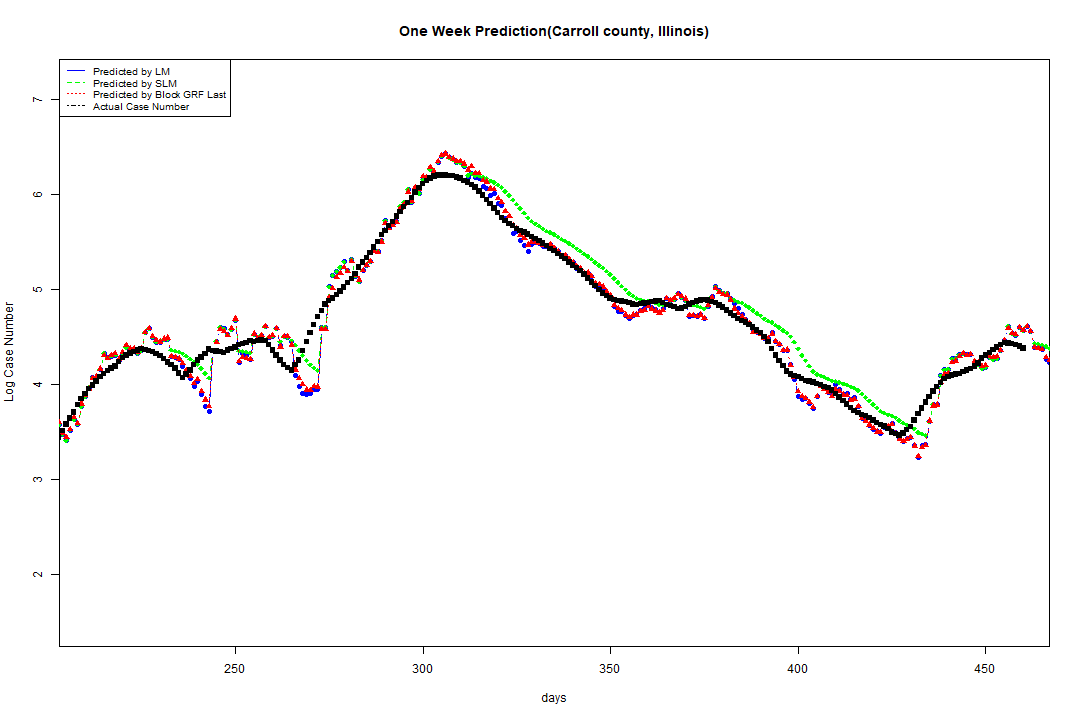 One Week Prediction(Carroll county, Illinois)
Predicted by LM
Predicted by SLM
Predicted by Block GRF Last
Actual Case Number
7
6
5
4
3
2
Log Case Number
250
300
350
400
450
days